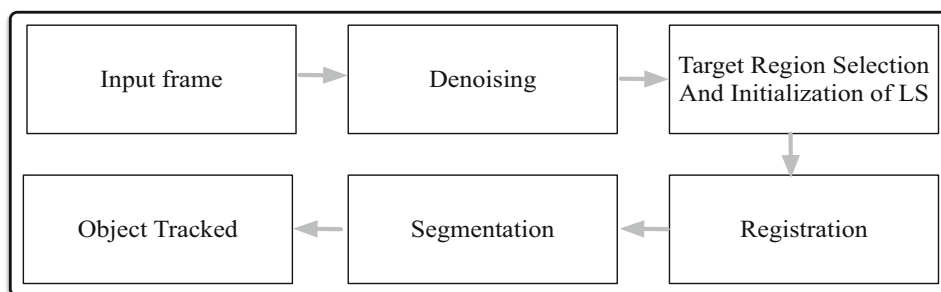 Input frame
Denoising
Target Region Selection
And Initialization of LS
Object Tracked
Segmentation
Registration